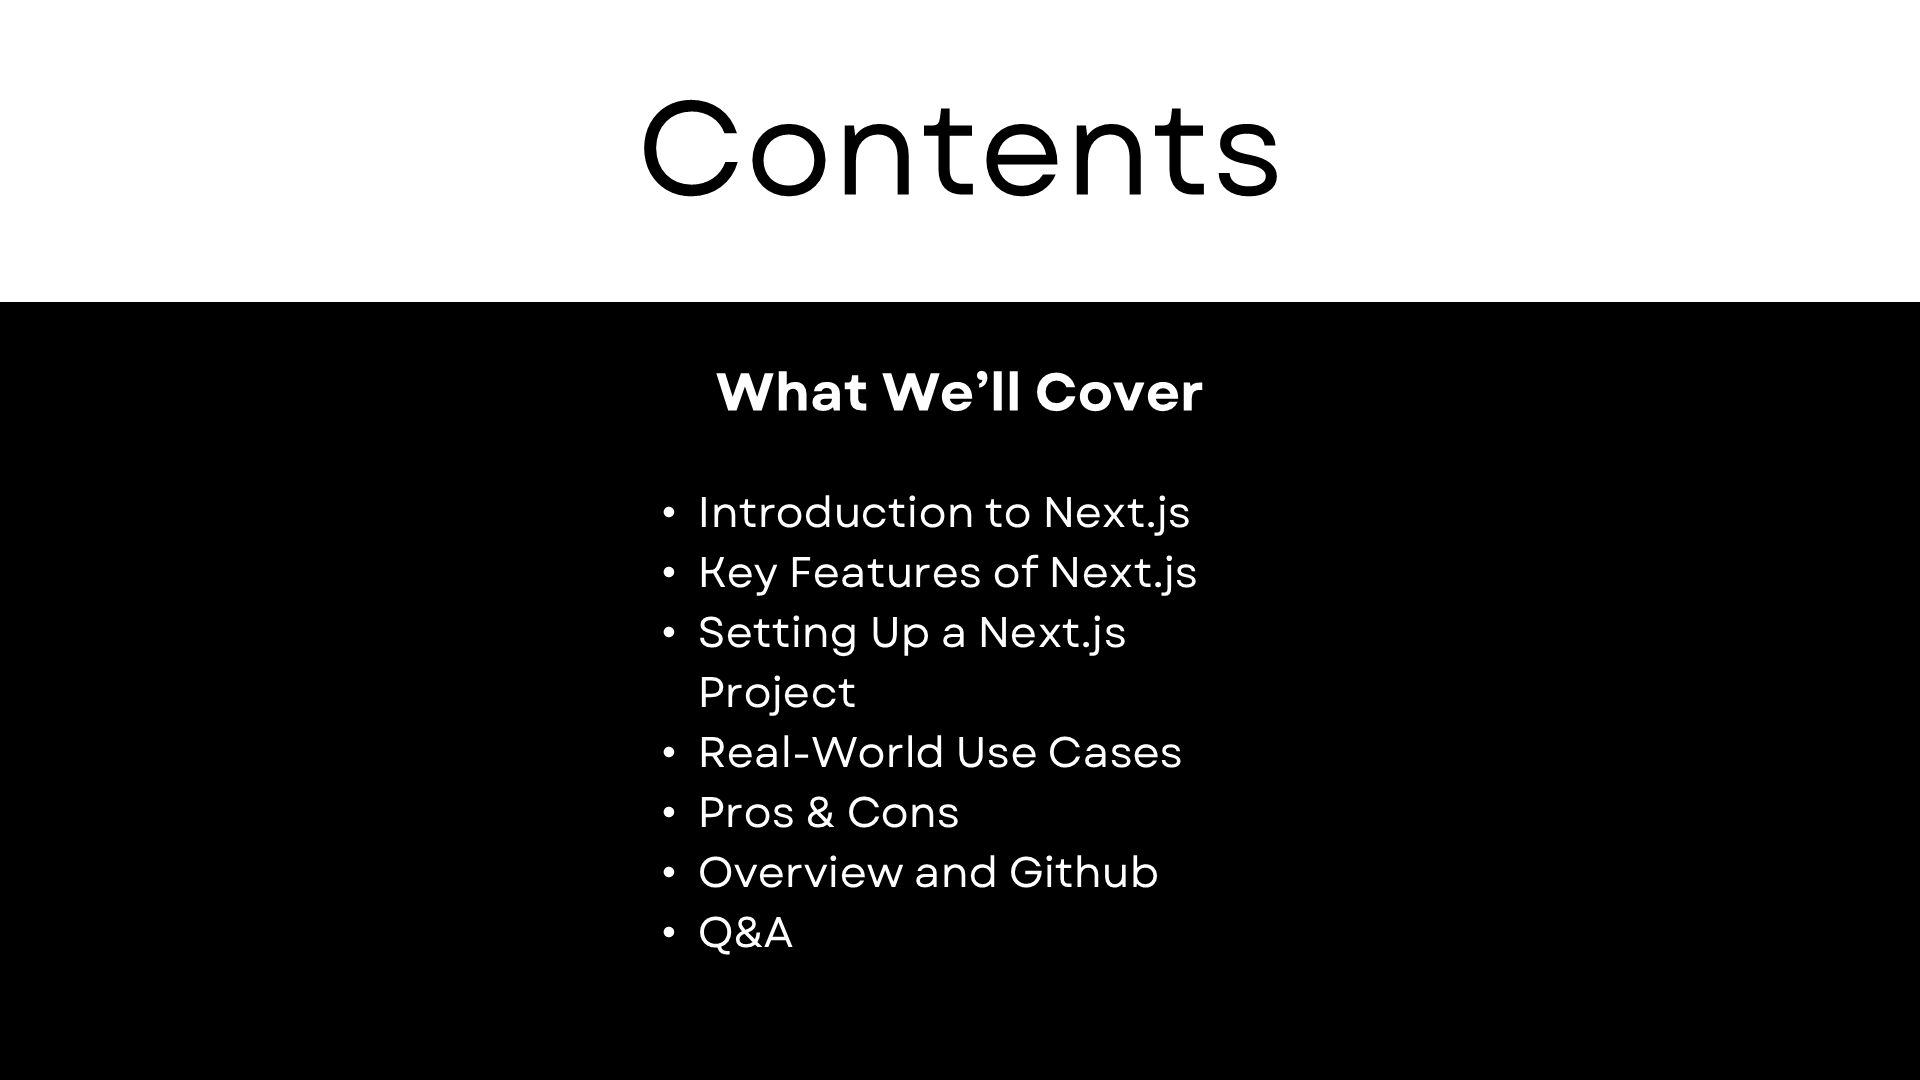 Contents
What We’ll Cover
• Introduction to Next.js
• Key Features of Next.js
• Setting Up a Next.js
Project
• Real-World Use Cases
• Pros & Cons
• Overview and Github
• Q&A